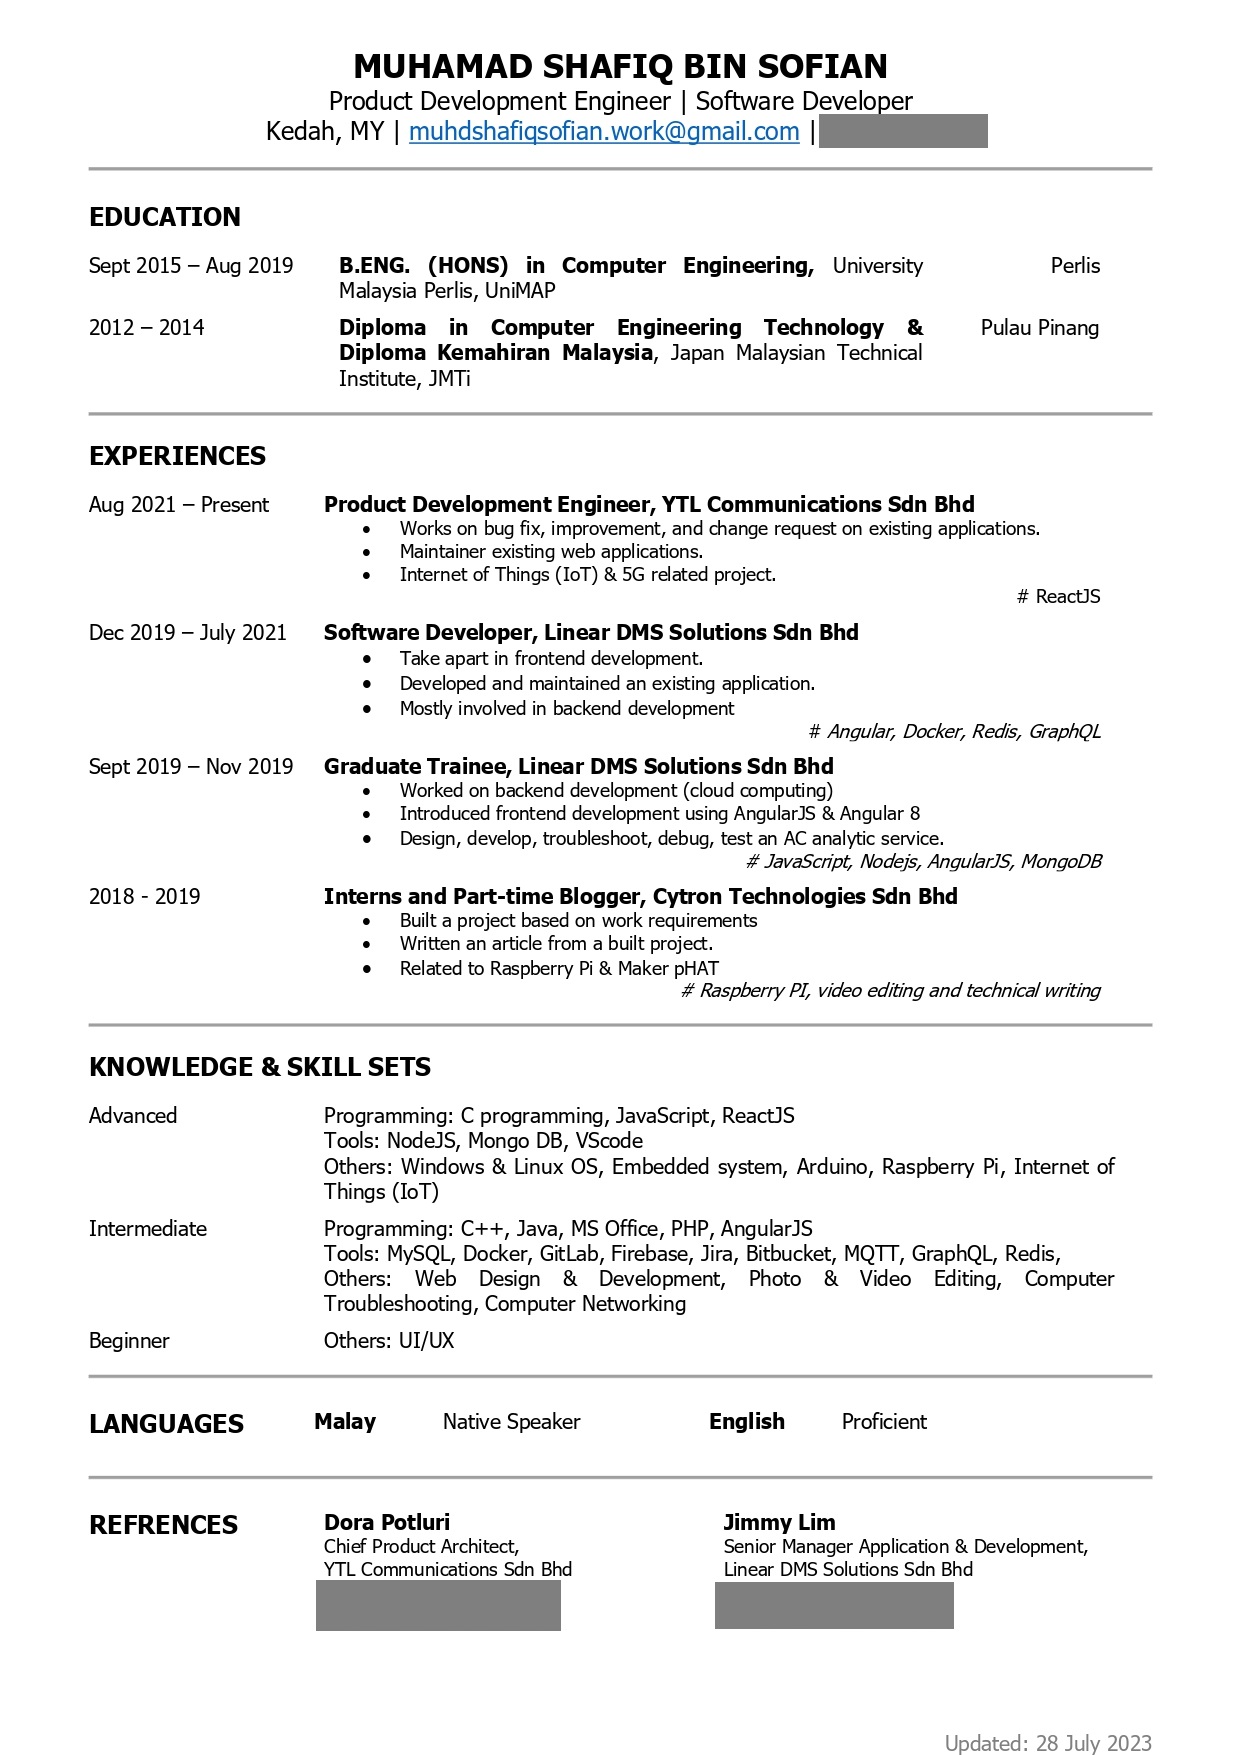 MUHAMAD SHAFIQ BIN SOFIAN
Product Development Engineer | Software Developer
Kedah, MY | muhdshafiqsofian.work@gmail.com |
EDUCATION
Sept 2015 – Aug 2019 B.ENG. (HONS) in Computer Engineering, University Perlis
Malaysia Perlis, UniMAP
2012 – 2014 Diploma in Computer Engineering Technology & Pulau Pinang
Diploma Kemahiran Malaysia, Japan Malaysian Technical
Institute, JMTi
EXPERIENCES
Aug 2021 – Present Product Development Engineer, YTL Communications Sdn Bhd
• Works on bug fix, improvement, and change request on existing applications.
• Maintainer existing web applications.
• Internet of Things (IoT) & 5G related project.
# ReactJS
Dec 2019 – July 2021 Software Developer, Linear DMS Solutions Sdn Bhd
• Take apart in frontend development.
• Developed and maintained an existing application.
• Mostly involved in backend development
# Angular, Docker, Redis, GraphQL
Sept 2019 – Nov 2019 Graduate Trainee, Linear DMS Solutions Sdn Bhd
• Worked on backend development (cloud computing)
• Introduced frontend development using AngularJS & Angular 8
• Design, develop, troubleshoot, debug, test an AC analytic service.
# JavaScript, Nodejs, AngularJS, MongoDB
2018 - 2019 Interns and Part-time Blogger, Cytron Technologies Sdn Bhd
• Built a project based on work requirements
• Written an article from a built project.
• Related to Raspberry Pi & Maker pHAT
# Raspberry PI, video editing and technical writing
KNOWLEDGE & SKILL SETS
Advanced Programming: C programming, JavaScript, ReactJS
Tools: NodeJS, Mongo DB, VScode
Others: Windows & Linux OS, Embedded system, Arduino, Raspberry Pi, Internet of
Things (IoT)
Intermediate Programming: C++, Java, MS Office, PHP, AngularJS
Tools: MySQL, Docker, GitLab, Firebase, Jira, Bitbucket, MQTT, GraphQL, Redis,
Others: Web Design & Development, Photo & Video Editing, Computer
Troubleshooting, Computer Networking
Beginner Others: UI/UX
LANGUAGES Malay Native Speaker English Proficient
REFRENCES Dora Potluri Jimmy Lim
Chief Product Architect, Senior Manager Application & Development,
YTL Communications Sdn Bhd Linear DMS Solutions Sdn Bhd
Updated: 28 July 2023